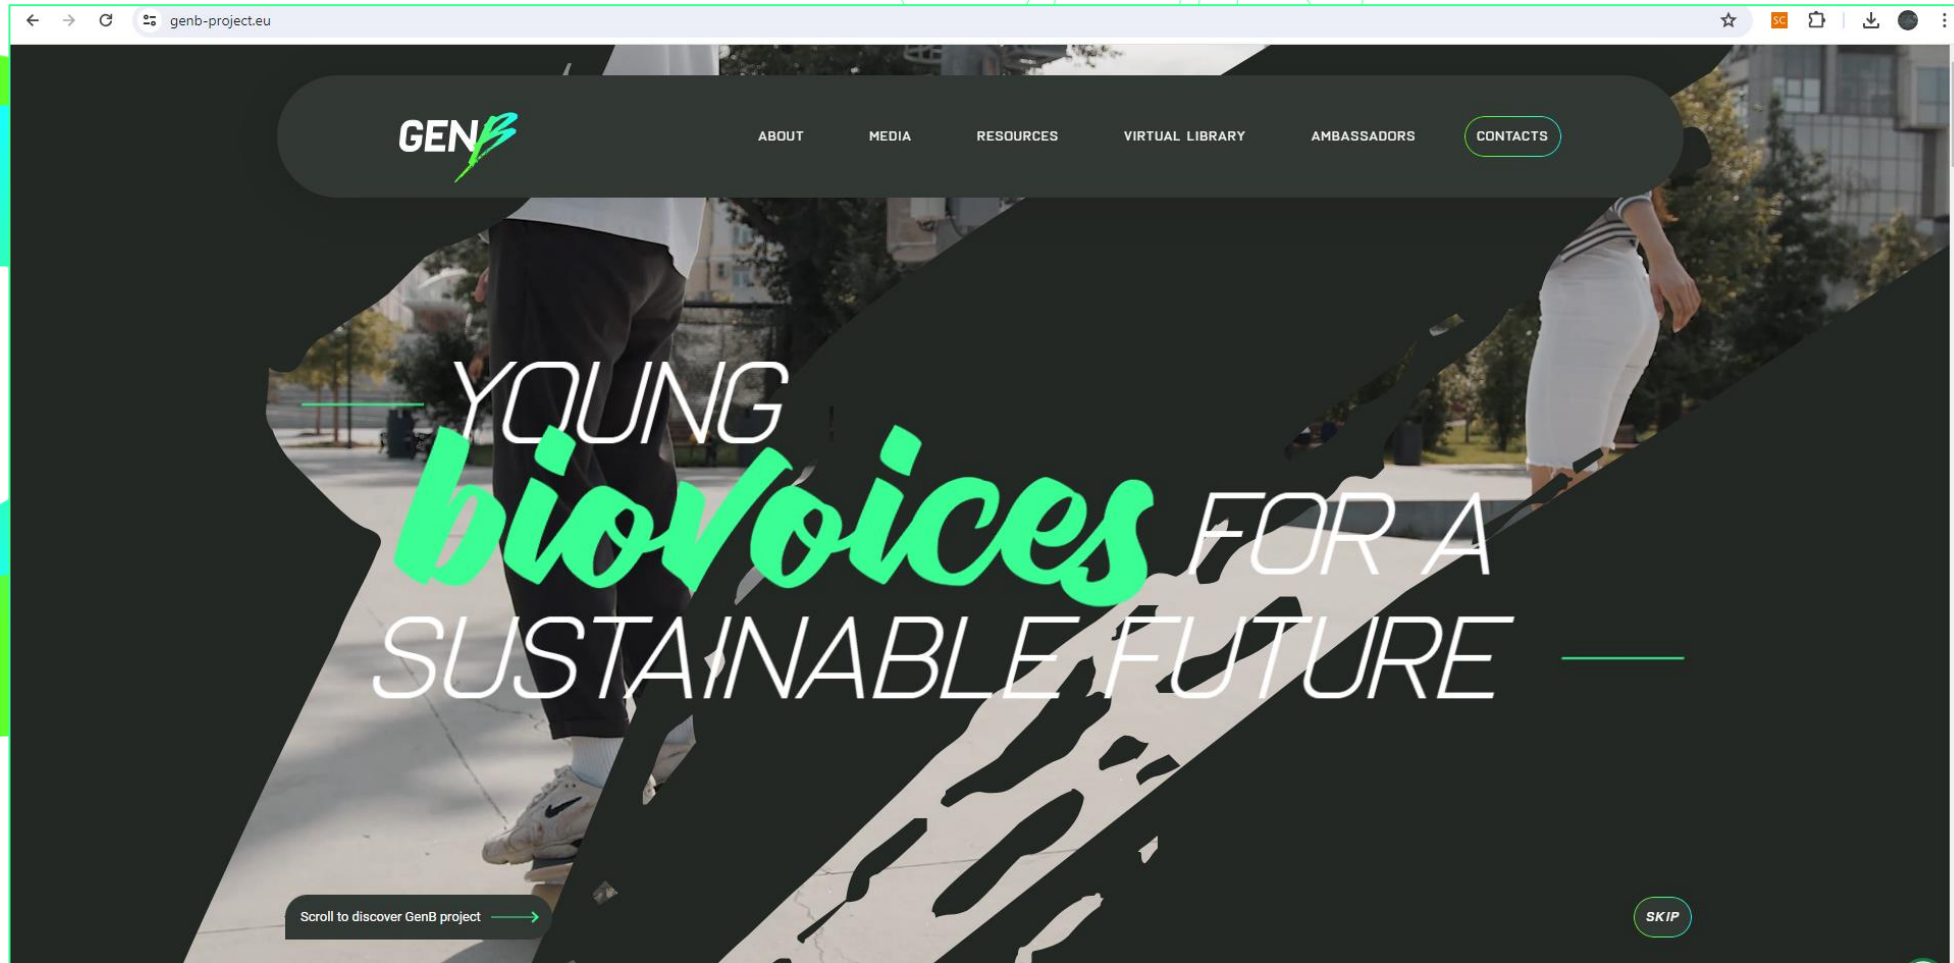 genb-project.eu
SC
GENB
ABOUT
MEDIA
RESOURCES
VIRTUAL LIBRARY
AMBASSADORS
CONTACTS
YOUNG
biovoices FOR A
SUSTAINABLE FUTURE
Scroll to discover GenB project
SKIP